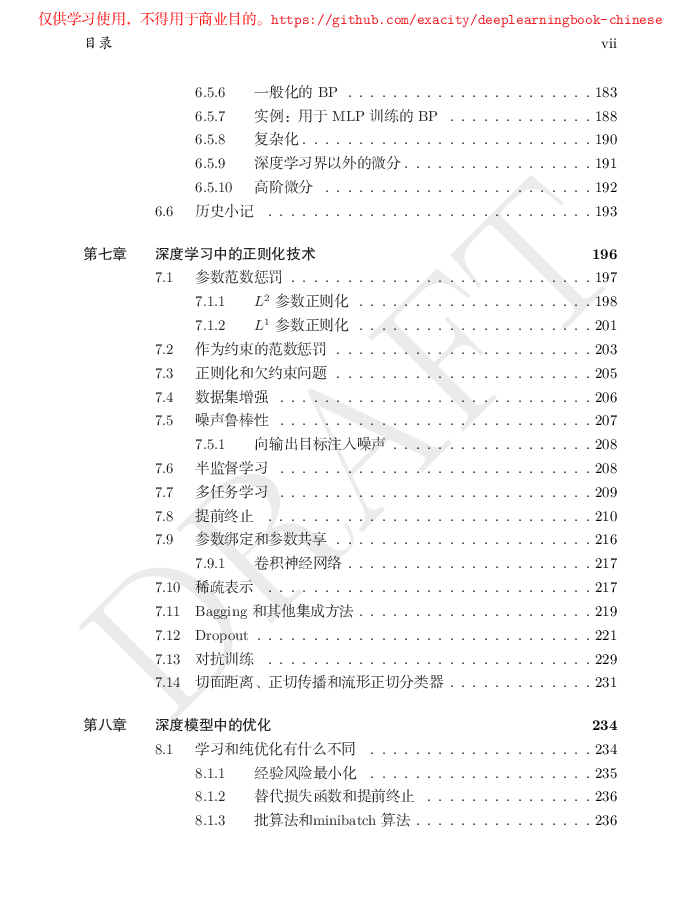 仅供学习使用，不得用于商业目的。https://github.com/exacity/deeplearningbook-chinese
目录 vii
6.5.6 一般化的 BP . . . . . . . . . . . . . . . . . . . . . . 183
6.5.7 实例：用于 MLP 训练的 BP . . . . . . . . . . . . . 188
6.5.8 复杂化 . . . . . . . . . . . . . . . . . . . . . . . . . . 190
6.5.9 深度学习界以外的微分 . . . . . . . . . . . . . . . . . 191
6.5.10 高阶微分 . . . . . . . . . . . . . . . . . . . . . . . . 192
6.6 历史小记 . . . . . . . . . . . . . . . . . . . . . . . . . . . . . 193
第七章 深度学习中的正则化技术 196
7.1 参数范数惩罚 . . . . . . . . . . . . . . . . . . . . . . . . . . . 197
7.1.1 L² 参数正则化 . . . . . . . . . . . . . . . . . . . . . 198
7.1.2 L¹ 参数正则化 . . . . . . . . . . . . . . . . . . . . . 201
7.2 作为约束的范数惩罚 . . . . . . . . . . . . . . . . . . . . . . . 203
7.3 正则化和欠约束问题 . . . . . . . . . . . . . . . . . . . . . . . 205
7.4 数据集增强 . . . . . . . . . . . . . . . . . . . . . . . . . . . . 206
7.5 噪声鲁棒性 . . . . . . . . . . . . . . . . . . . . . . . . . . . . 207
7.5.1 向输出目标注入噪声 . . . . . . . . . . . . . . . . . . 208
7.6 半监督学习 . . . . . . . . . . . . . . . . . . . . . . . . . . . . 208
7.7 多任务学习 . . . . . . . . . . . . . . . . . . . . . . . . . . . . 209
7.8 提前终止 . . . . . . . . . . . . . . . . . . . . . . . . . . . . . 210
7.9 参数绑定和参数共享 . . . . . . . . . . . . . . . . . . . . . . . 216
7.9.1 卷积神经网络 . . . . . . . . . . . . . . . . . . . . . . 217
7.10 稀疏表示 . . . . . . . . . . . . . . . . . . . . . . . . . . . . . 217
7.11 Bagging 和其他集成方法 . . . . . . . . . . . . . . . . . . . . . 219
7.12 Dropout . . . . . . . . . . . . . . . . . . . . . . . . . . . . . . 221
7.13 对抗训练 . . . . . . . . . . . . . . . . . . . . . . . . . . . . . 229
7.14 切面距离、正切传播和流形正切分类器 . . . . . . . . . . . . . 231
第八章 深度模型中的优化 234
8.1 学习和纯优化有什么不同 . . . . . . . . . . . . . . . . . . . . 234
8.1.1 经验风险最小化 . . . . . . . . . . . . . . . . . . . . 235
8.1.2 替代损失函数和提前终止 . . . . . . . . . . . . . . . 236
8.1.3 批算法和minibatch 算法 . . . . . . . . . . . . . . . . 236
DRAFT